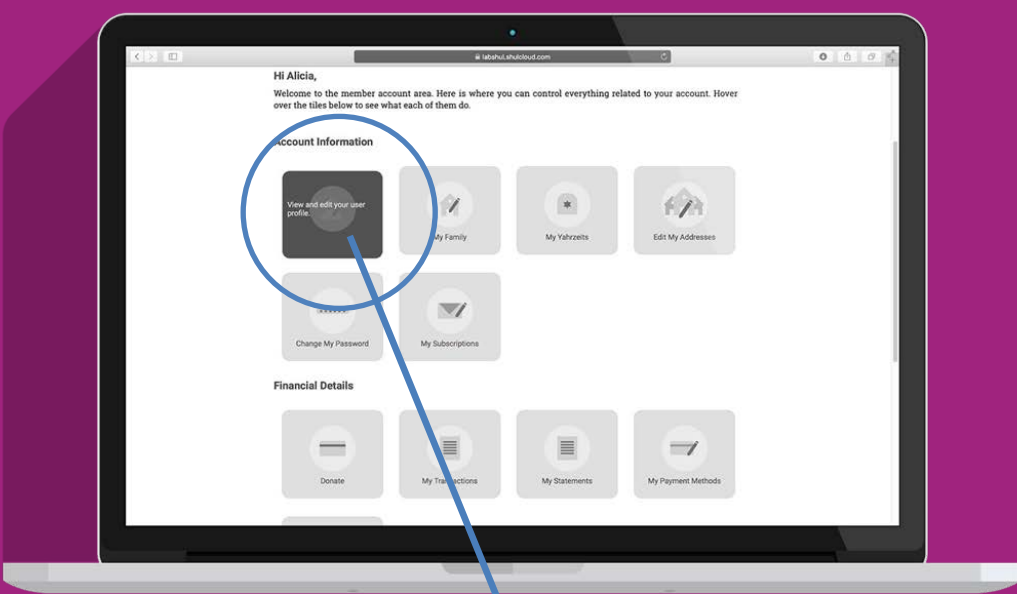 labshul.shulcloud.com
Hi Alicia,
Welcome to the member account area. Here is where you can control everything related to your account. Hover
over the tiles below to see what each of them do.
Account Information
View and edit your user
profile.
My Family
My Yahrzeits
Edit My Addresses
Change My Password
My Subscriptions
Financial Details
Donate
My Transactions
My Statements
My Payment Methods